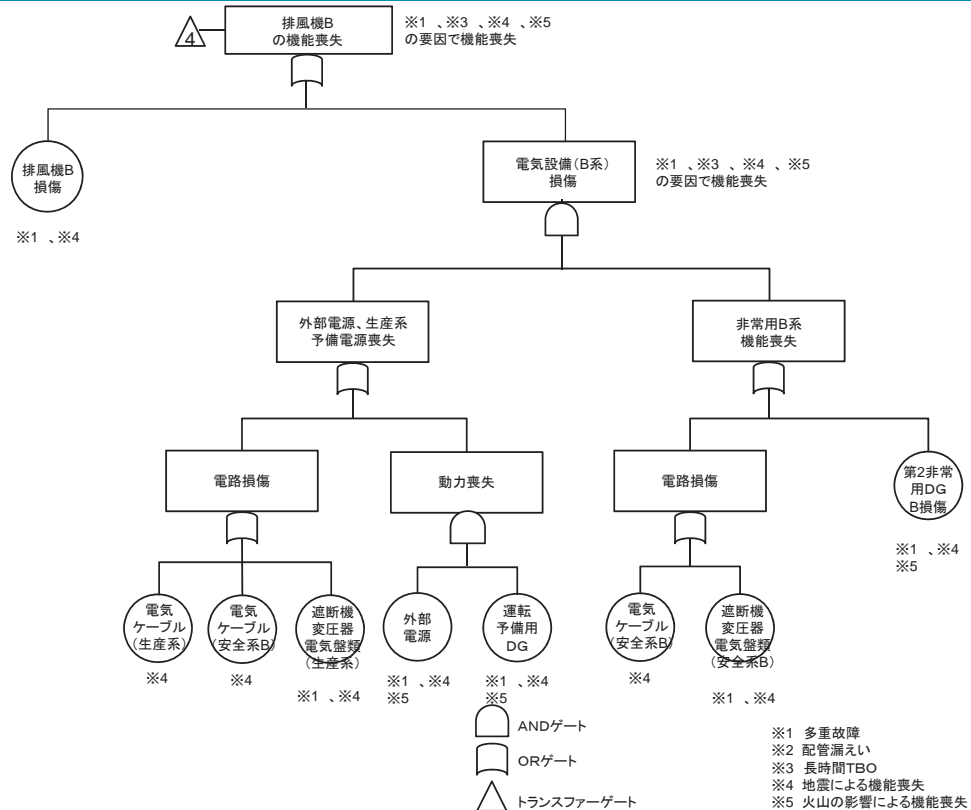 4
排風機B
の機能喪失
※1 、※3 、※4 、※5
の要因で機能喪失
排風機B
損傷
※1 、※4
電気設備(B系)
損傷
※1 、※3 、※4 、※5
の要因で機能喪失
外部電源、生産系
予備電源喪失
非常用B系
機能喪失
電路損傷
動力喪失
電路損傷
第2非常
用DG
B損傷
※1 、※4
※5
電気
ケーブル
(生産系)
※4
電気
ケーブル
(安全系B)
※4
遮断機
変圧器
電気盤類
(生産系)
※1 、※4
外部
電源
※1 、※4
※5
運転
予備用
DG
※1 、※4
※5
電気
ケーブル
(安全系B)
※4
遮断機
変圧器
電気盤類
(安全系B)
※1 、※4
ANDゲート
ORゲート
トランスファーゲート
※1 多重故障
※2 配管漏えい
※3 長時間TBO
※4 地震による機能喪失
※5 火山の影響による機能喪失